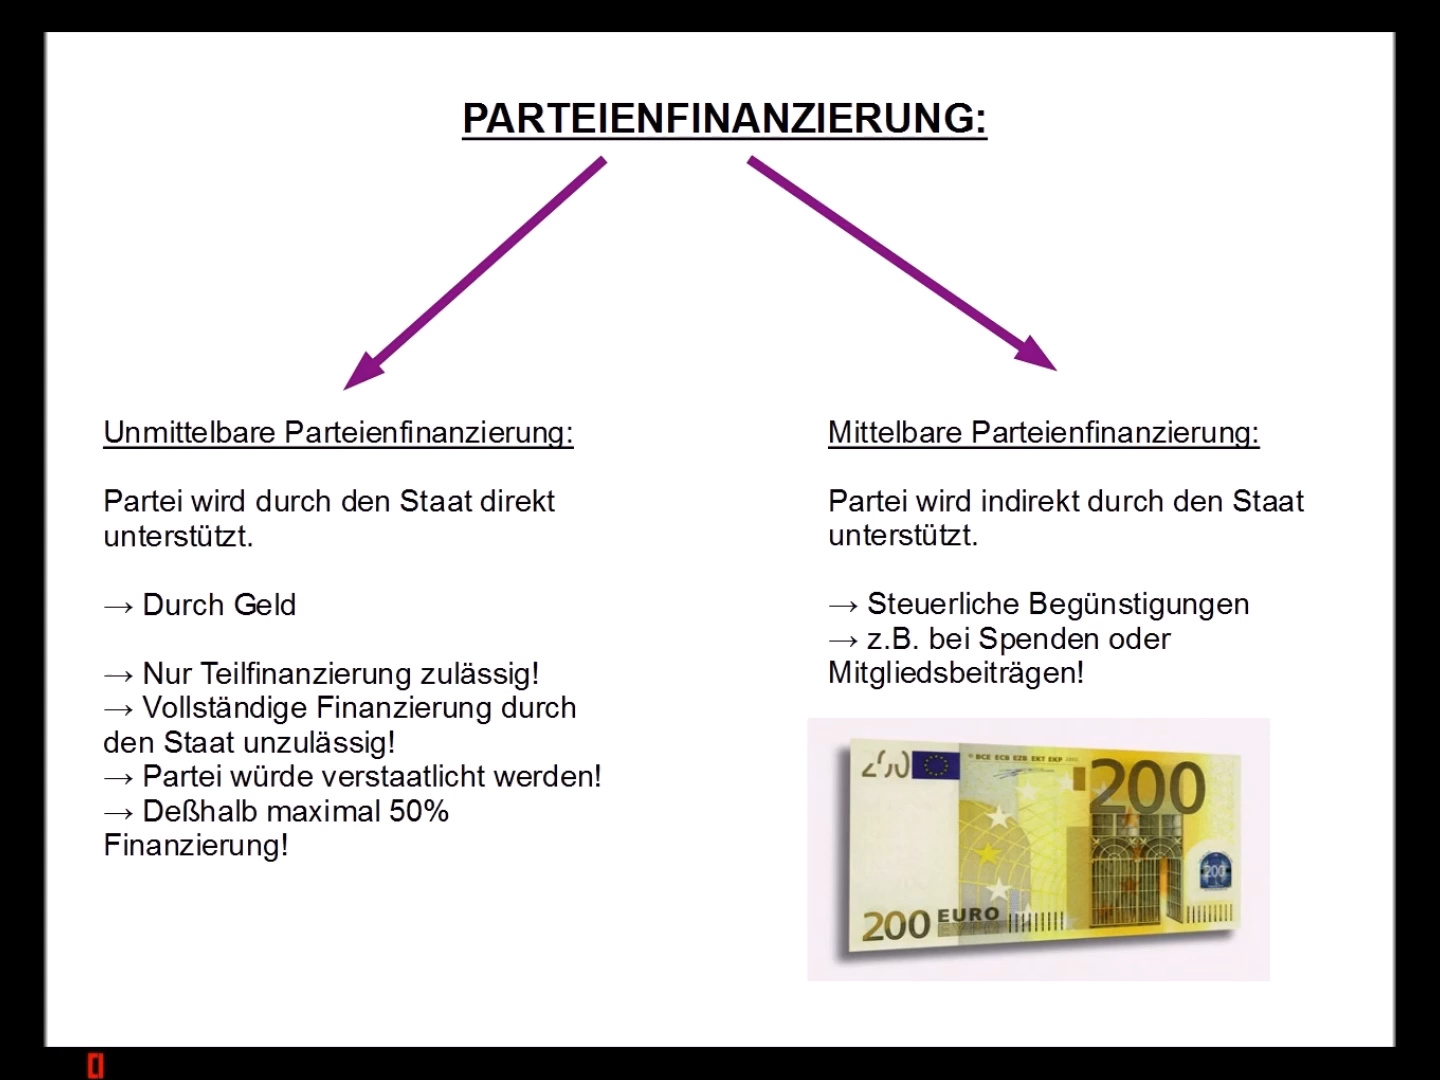 PARTEIENFINANZIERUNG:
Unmittelbare Parteienfinanzierung:
Partei wird durch den Staat direkt
unterstützt.
→ Durch Geld
→ Nur Teilfinanzierung zulässig!
→ Vollständige Finanzierung durch
den Staat unzulässig!
→ Partei würde verstaatlicht werden!
→ Deßhalb maximal 50%
Finanzierung!
Mittelbare Parteienfinanzierung:
Partei wird indirekt durch den Staat
unterstützt.
→ Steuerliche Begünstigungen
→ z.B. bei Spenden oder
Mitgliedsbeiträgen!
BCE ECB EZB EKT EKP
200
200
200 EURO